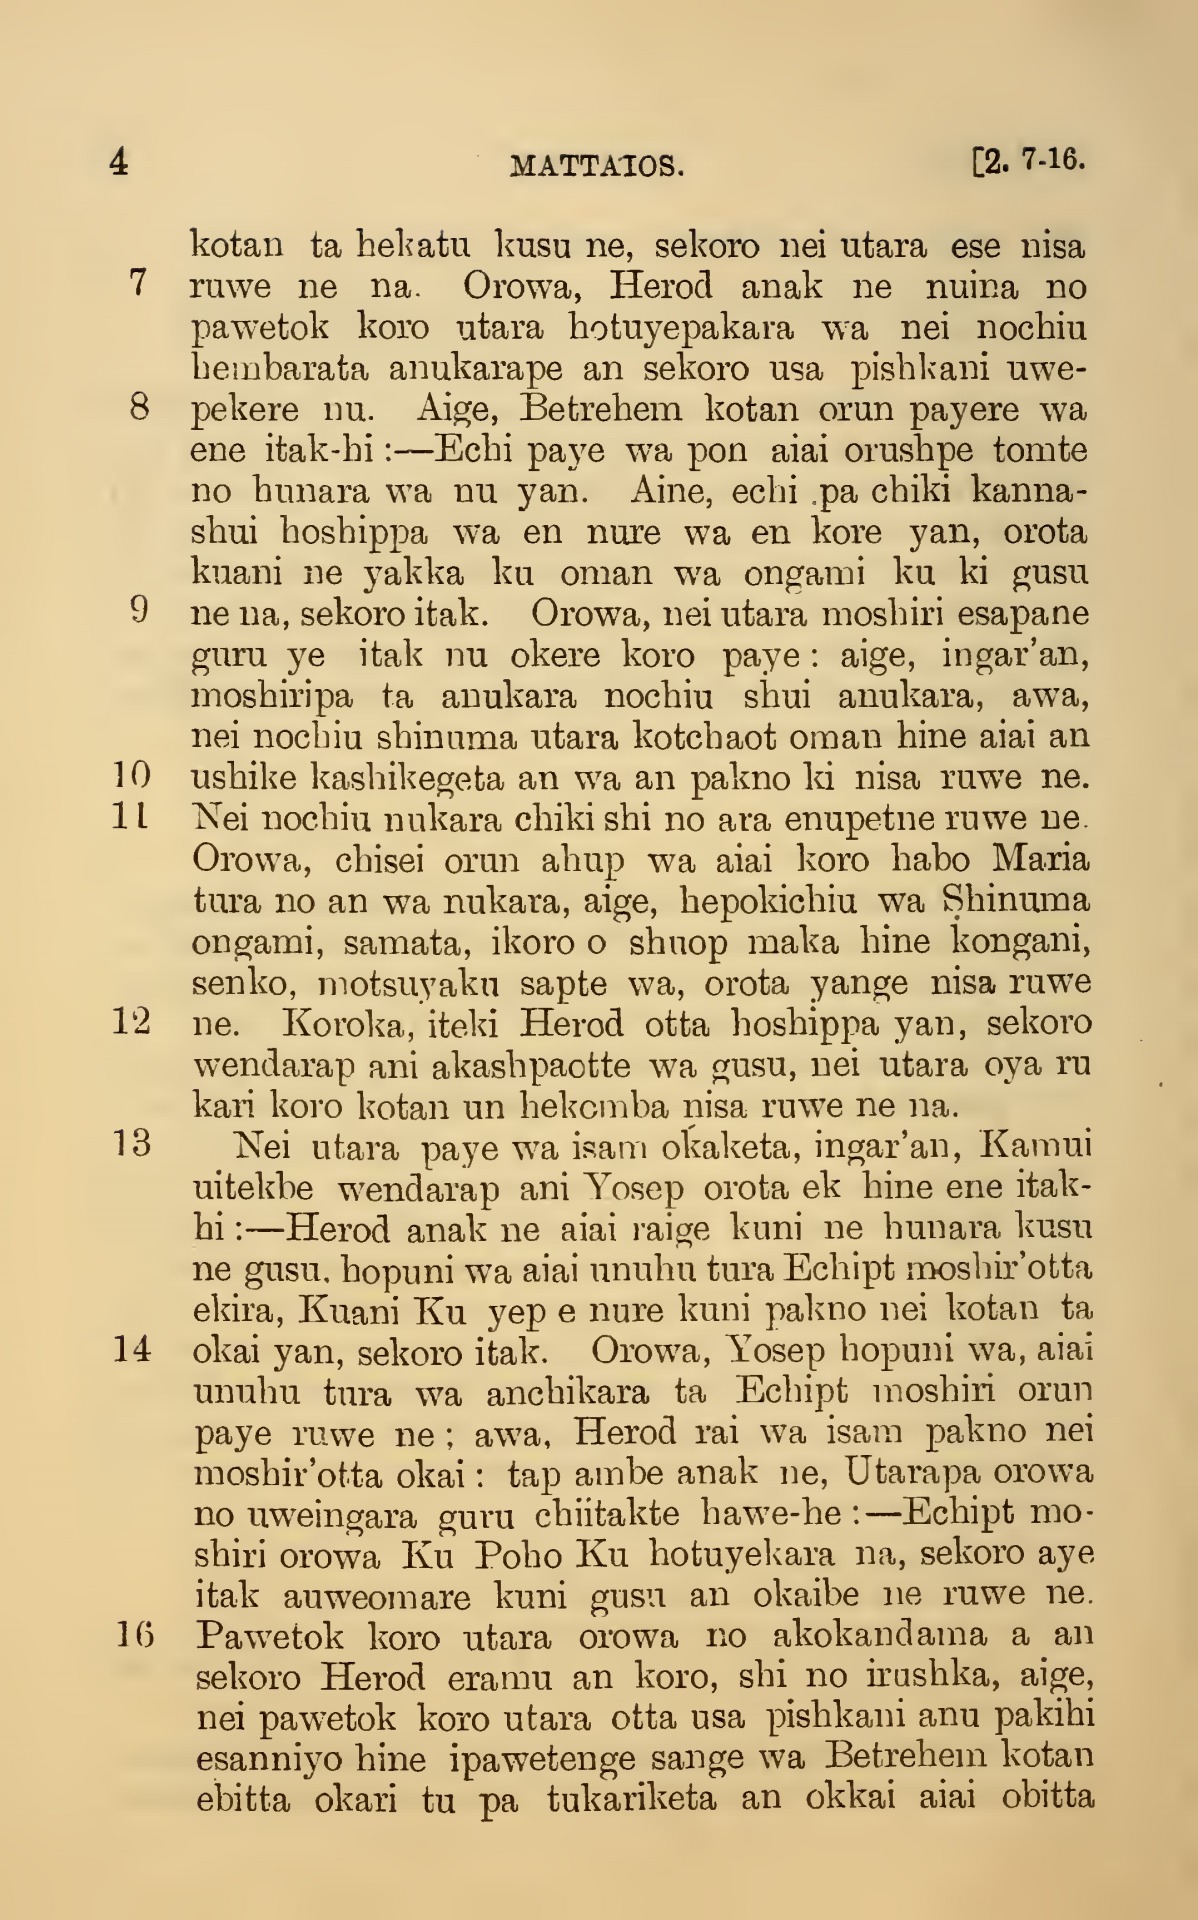 4 MATTAIOS. [2. 7-16.
kotan ta hekatu kusu ne, sekoro nei utara ese nisa
7 ruwe ne na. Orowa, Herod anak ne nuina no
pawetok koro utara hotuyepakara wa nei nochiu
hembarata anukarape an sekoro usa pishkani uwe-
8 pekere nu. Aige, Betrehem kotan orun payere wa
ene itak-hi :—Echi paye wa pon aiai orushpe tomte
no hunara wa nu yan. Aine, echi pa chiki kanna-
shui hoshippa wa en nure wa en kore yan, orota
kuani ne yakka ku oman wa ongami ku ki gusu
9 ne na, sekoro itak. Orowa, nei utara moshiri esapane
guru ye itak nu okere koro paye : aige, ingar'an,
moshiripa ta anukara nochiu shui anukara, awa,
nei nochiu shinuma utara kotchaot oman hine aiai an
10 ushike kashikegeta an wa an pakno ki nisa ruwe ne.
11 Nei nochiu nukara chiki shi no ara enupetne ruwe ne.
Orowa, chisei orun ahup wa aiai koro habo Maria
tura no an wa nukara, aige, hepokichiu wa Shinuma
ongami, samata, ikoro o shuop maka hine kongani,
senko, motsuyaku sapte wa, orota yange nisa ruwe
12 ne. Koroka, iteki Herod otta hoshippa yan, sekoro
wendarap ani akashpaotte wa gusu, nei utara oya ru
kari koro kotan un hekomba nisa ruwe ne na.
13 Nei utara paye wa isam okaketa, ingar'an, Kamui
uitekbe wendarap ani Yosep orota ek hine ene itak-
hi :—Herod anak ne aiai raige kuni ne hunara kusu
ne gusu, hopuni wa aiai unuhu tura Echipt moshir'otta
ekira, Kuani Ku yep e nure kuni pakno nei kotan ta
14 okai yan, sekoro itak. Orowa, Yosep hopuni wa, aiai
unuhu tura wa anchikara ta Echipt moshiri orun
paye ruwe ne ; awa, Herod rai wa isam pakno nei
moshir'otta okai : tap ambe anak ne, Utarapa orowa
no uweingara guru chiitakte hawe-he :—Echipt mo-
shiri orowa Ku Poho Ku hotuyekara na, sekoro aye
itak auweomare kuni gusu an okaibe ne ruwe ne.
16 Pawetok koro utara orowa no akokandama a an
sekoro Herod eramu an koro, shi no irushka, aige,
nei pawetok koro utara otta usa pishkani anu pakihi
esanniyo hine ipawetenge sange wa Betrehem kotan
ebitta okari tu pa tukariketa an okkai aiai obitta